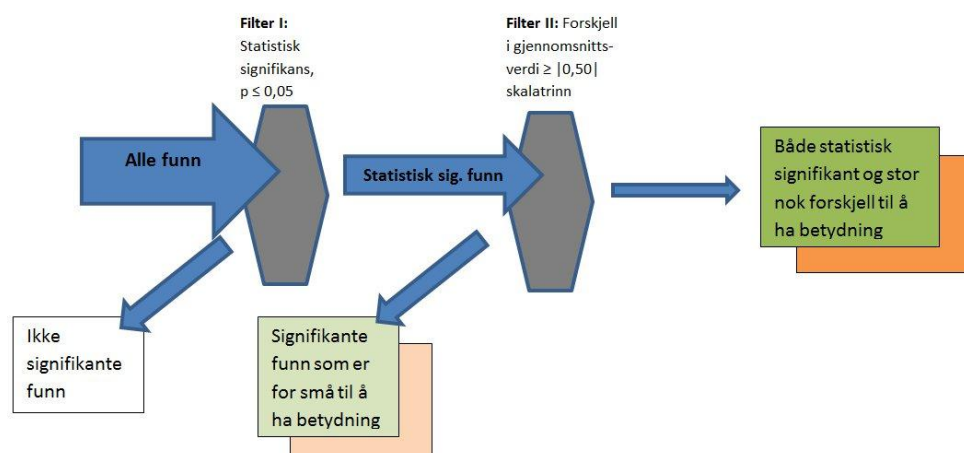 Filter I:
Statistisk
signifikans,
p ≤ 0,05
Filter II: Forskjell
i gjennomsnitts-
verdi ≥ |0,50|
skalatrinn
Alle funn
Statistisk sig. funn
Både statistisk
signifikant og stor
nok forskjell til å
ha betydning
Ikke
signifikante
funn
Signifikante
funn som er
for små til å
ha betydning